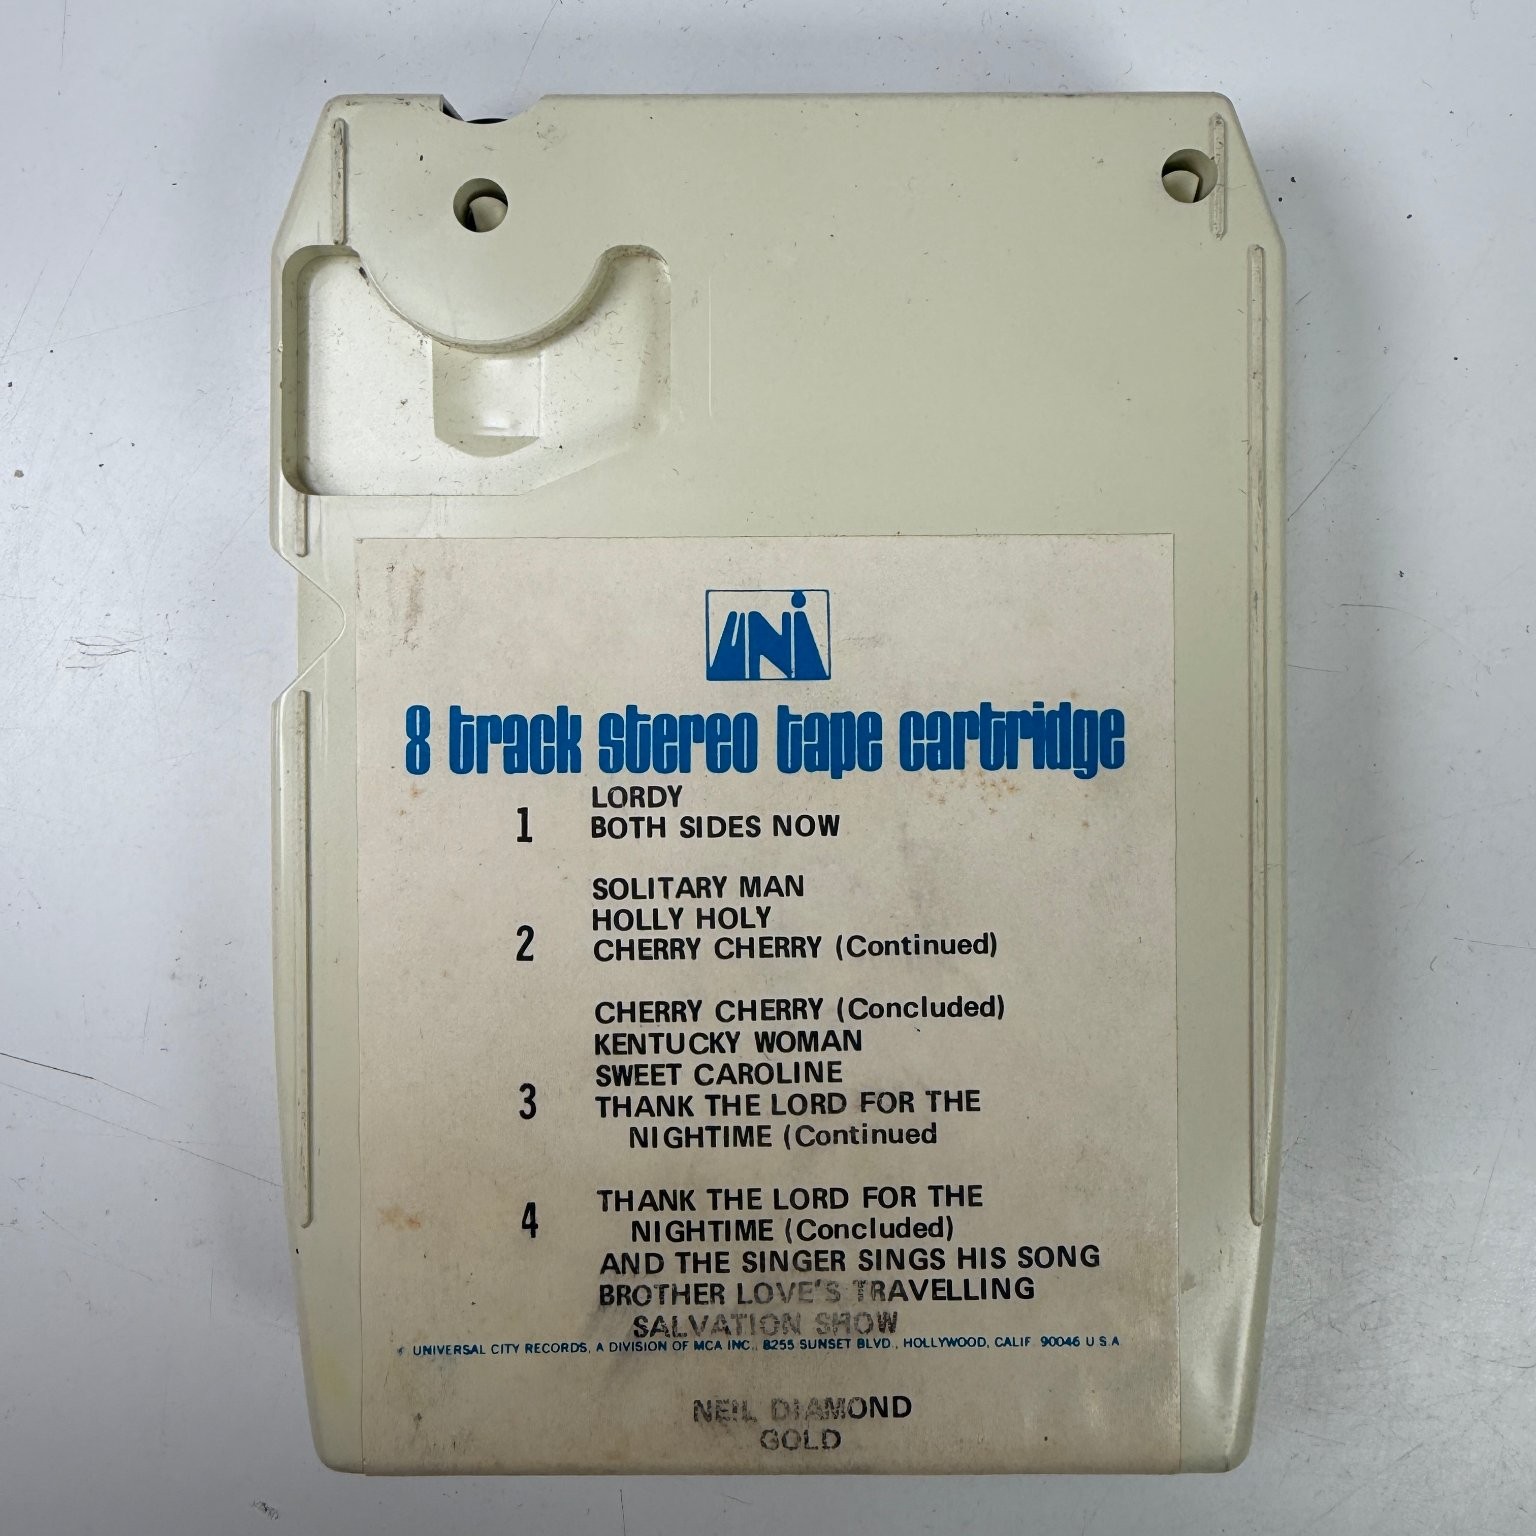 UNI
8 track stereo tape cartridge
1
LORDY
BOTH SIDES NOW
2
SOLITARY MAN
HOLLY HOLY
CHERRY CHERRY (Continued)
3
CHERRY CHERRY (Concluded)
KENTUCKY WOMAN
SWEET CAROLINE
THANK THE LORD FOR THE
NIGHTIME (Continued
4
THANK THE LORD FOR THE
NIGHTIME (Concluded)
AND THE SINGER SINGS HIS SONG
BROTHER LOVE'S TRAVELLING
SALVATION SHOW
UNIVERSAL CITY RECORDS, A DIVISION OF MCA INC., 8255 SUNSET BLVD., HOLLYWOOD, CALIF. 90046 U S A
NEIL DIAMOND
GOLD